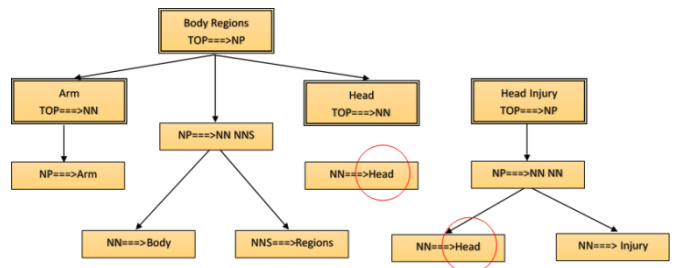 Body Regions
TOP===>NP
Arm
TOP===>NN
Head
TOP===>NN
Head Injury
TOP===>NP
NP===>NN NNS
NP===>Arm
NN===>Head
NP===>NN NN
NN===>Body
NNS===>Regions
NN===>Head
NN===> Injury